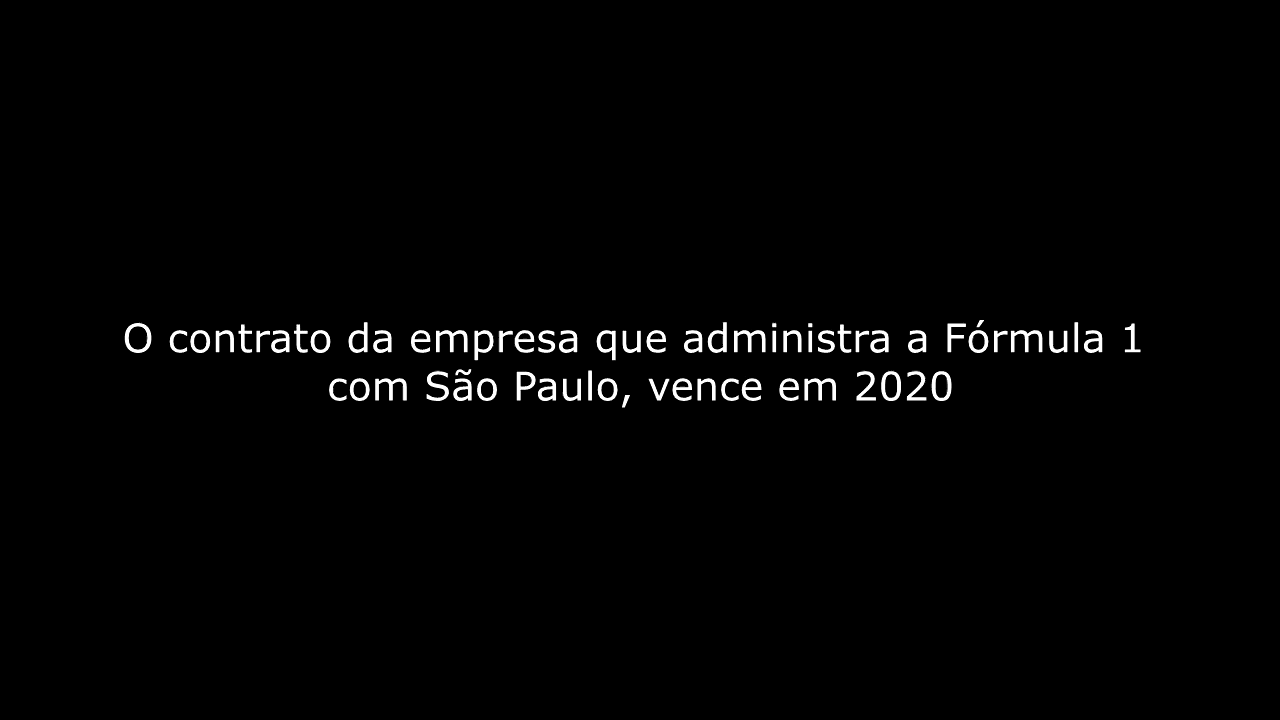 O contrato da empresa que administra a Fórmula 1
com São Paulo, vence em 2020